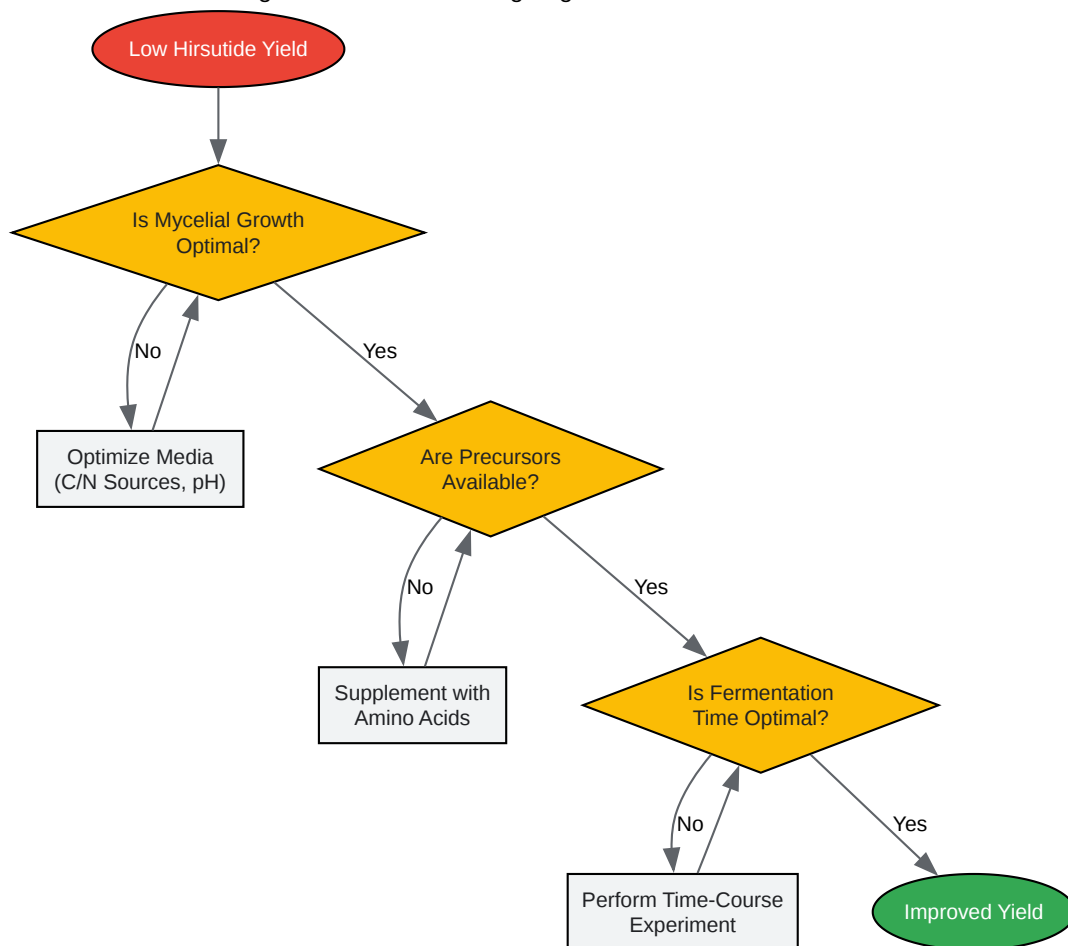 Low Hirsutide Yield
Is Mycelial Growth
Optimal?
No
Yes
Optimize Media
(C/N Sources, pH)
Are Precursors
Available?
No
Yes
Supplement with
Amino Acids
Is Fermentation
Time Optimal?
No
Yes
Perform Time-Course
Experiment
Improved Yield